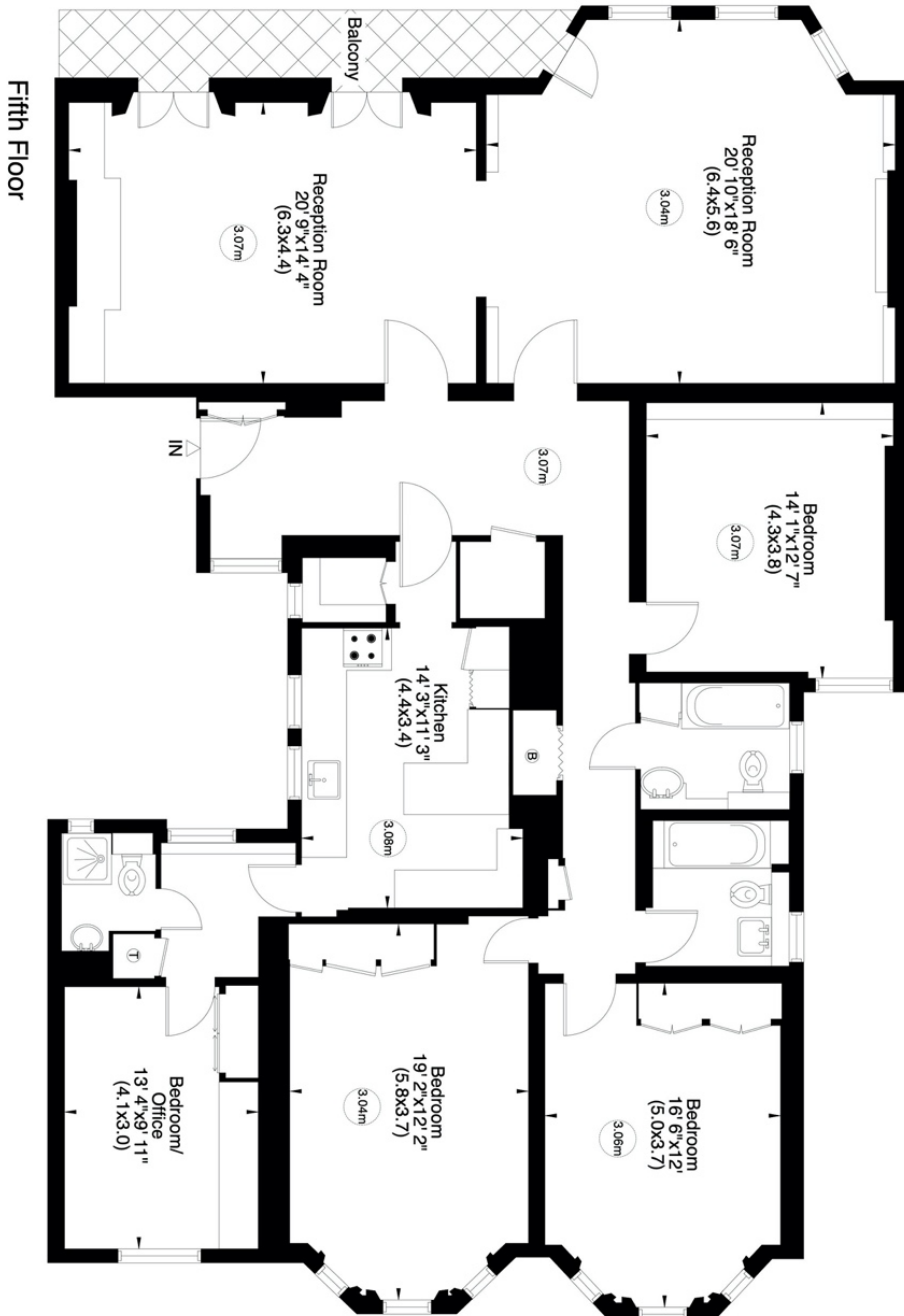 Fifth Floor
Balcony
Reception Room
20' 9"x14' 4"
(6.3x4.4)
3.07m
Reception Room
20' 10"x18' 6"
(6.4x5.6)
3.04m
IN
3.07m
Bedroom
14' 1"x12' 7"
(4.3x3.8)
3.07m
Kitchen
14' 3"x11' 3"
(4.4x3.4)
3.08m
B
T
Bedroom/
Office
13' 4"x9' 11"
(4.1x3.0)
Bedroom
19' 2"x12' 2"
(5.8x3.7)
3.04m
Bedroom
16' 6"x12'
(5.0x3.7)
3.06m